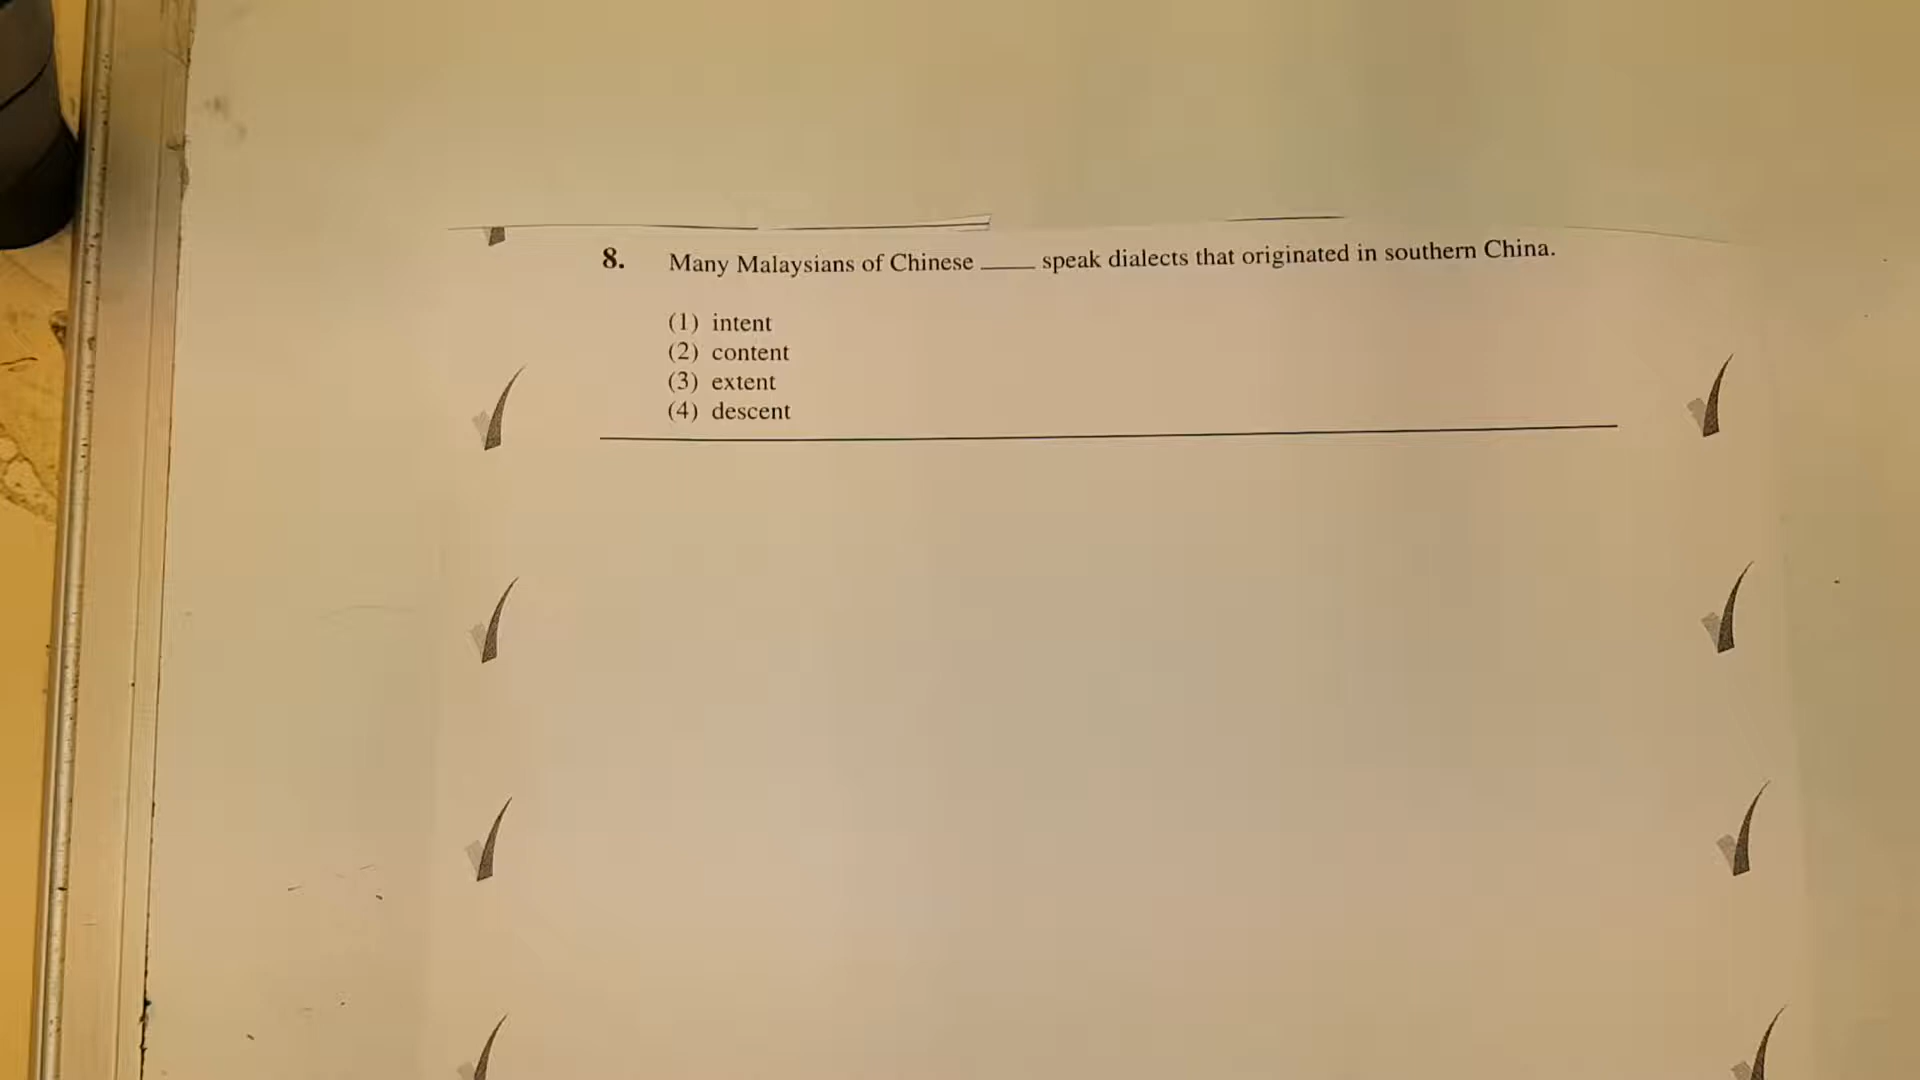 8. Many Malaysians of Chinese ____ speak dialects that originated in southern China.
(1) intent
(2) content
(3) extent
(4) descent